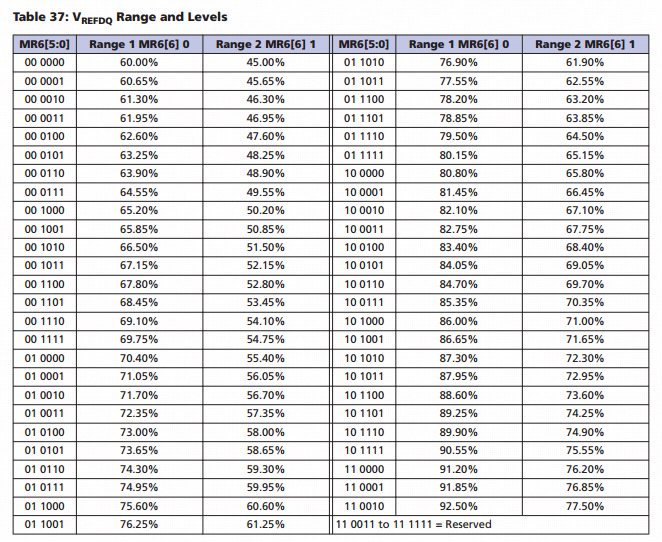 Table 37: VREFDQ Range and Levels
MR6[5:0] Range 1 MR6[6] 0 Range 2 MR6[6] 1 MR6[5:0] Range 1 MR6[6] 0 Range 2 MR6[6] 1
00 0000 60.00% 45.00% 01 1010 76.90% 61.90%
00 0001 60.65% 45.65% 01 1011 77.55% 62.55%
00 0010 61.30% 46.30% 01 1100 78.20% 63.20%
00 0011 61.95% 46.95% 01 1101 78.85% 63.85%
00 0100 62.60% 47.60% 01 1110 79.50% 64.50%
00 0101 63.25% 48.25% 01 1111 80.15% 65.15%
00 0110 63.90% 48.90% 10 0000 80.80% 65.80%
00 0111 64.55% 49.55% 10 0001 81.45% 66.45%
00 1000 65.20% 50.20% 10 0010 82.10% 67.10%
00 1001 65.85% 50.85% 10 0011 82.75% 67.75%
00 1010 66.50% 51.50% 10 0100 83.40% 68.40%
00 1011 67.15% 52.15% 10 0101 84.05% 69.05%
00 1100 67.80% 52.80% 10 0110 84.70% 69.70%
00 1101 68.45% 53.45% 10 0111 85.35% 70.35%
00 1110 69.10% 54.10% 10 1000 86.00% 71.00%
00 1111 69.75% 54.75% 10 1001 86.65% 71.65%
01 0000 70.40% 55.40% 10 1010 87.30% 72.30%
01 0001 71.05% 56.05% 10 1011 87.95% 72.95%
01 0010 71.70% 56.70% 10 1100 88.60% 73.60%
01 0011 72.35% 57.35% 10 1101 89.25% 74.25%
01 0100 73.00% 58.00% 10 1110 89.90% 74.90%
01 0101 73.65% 58.65% 10 1111 90.55% 75.55%
01 0110 74.30% 59.30% 11 0000 91.20% 76.20%
01 0111 74.95% 59.95% 11 0001 91.85% 76.85%
01 1000 75.60% 60.60% 11 0010 92.50% 77.50%
01 1001 76.25% 61.25% 11 0011 to 11 1111 = Reserved